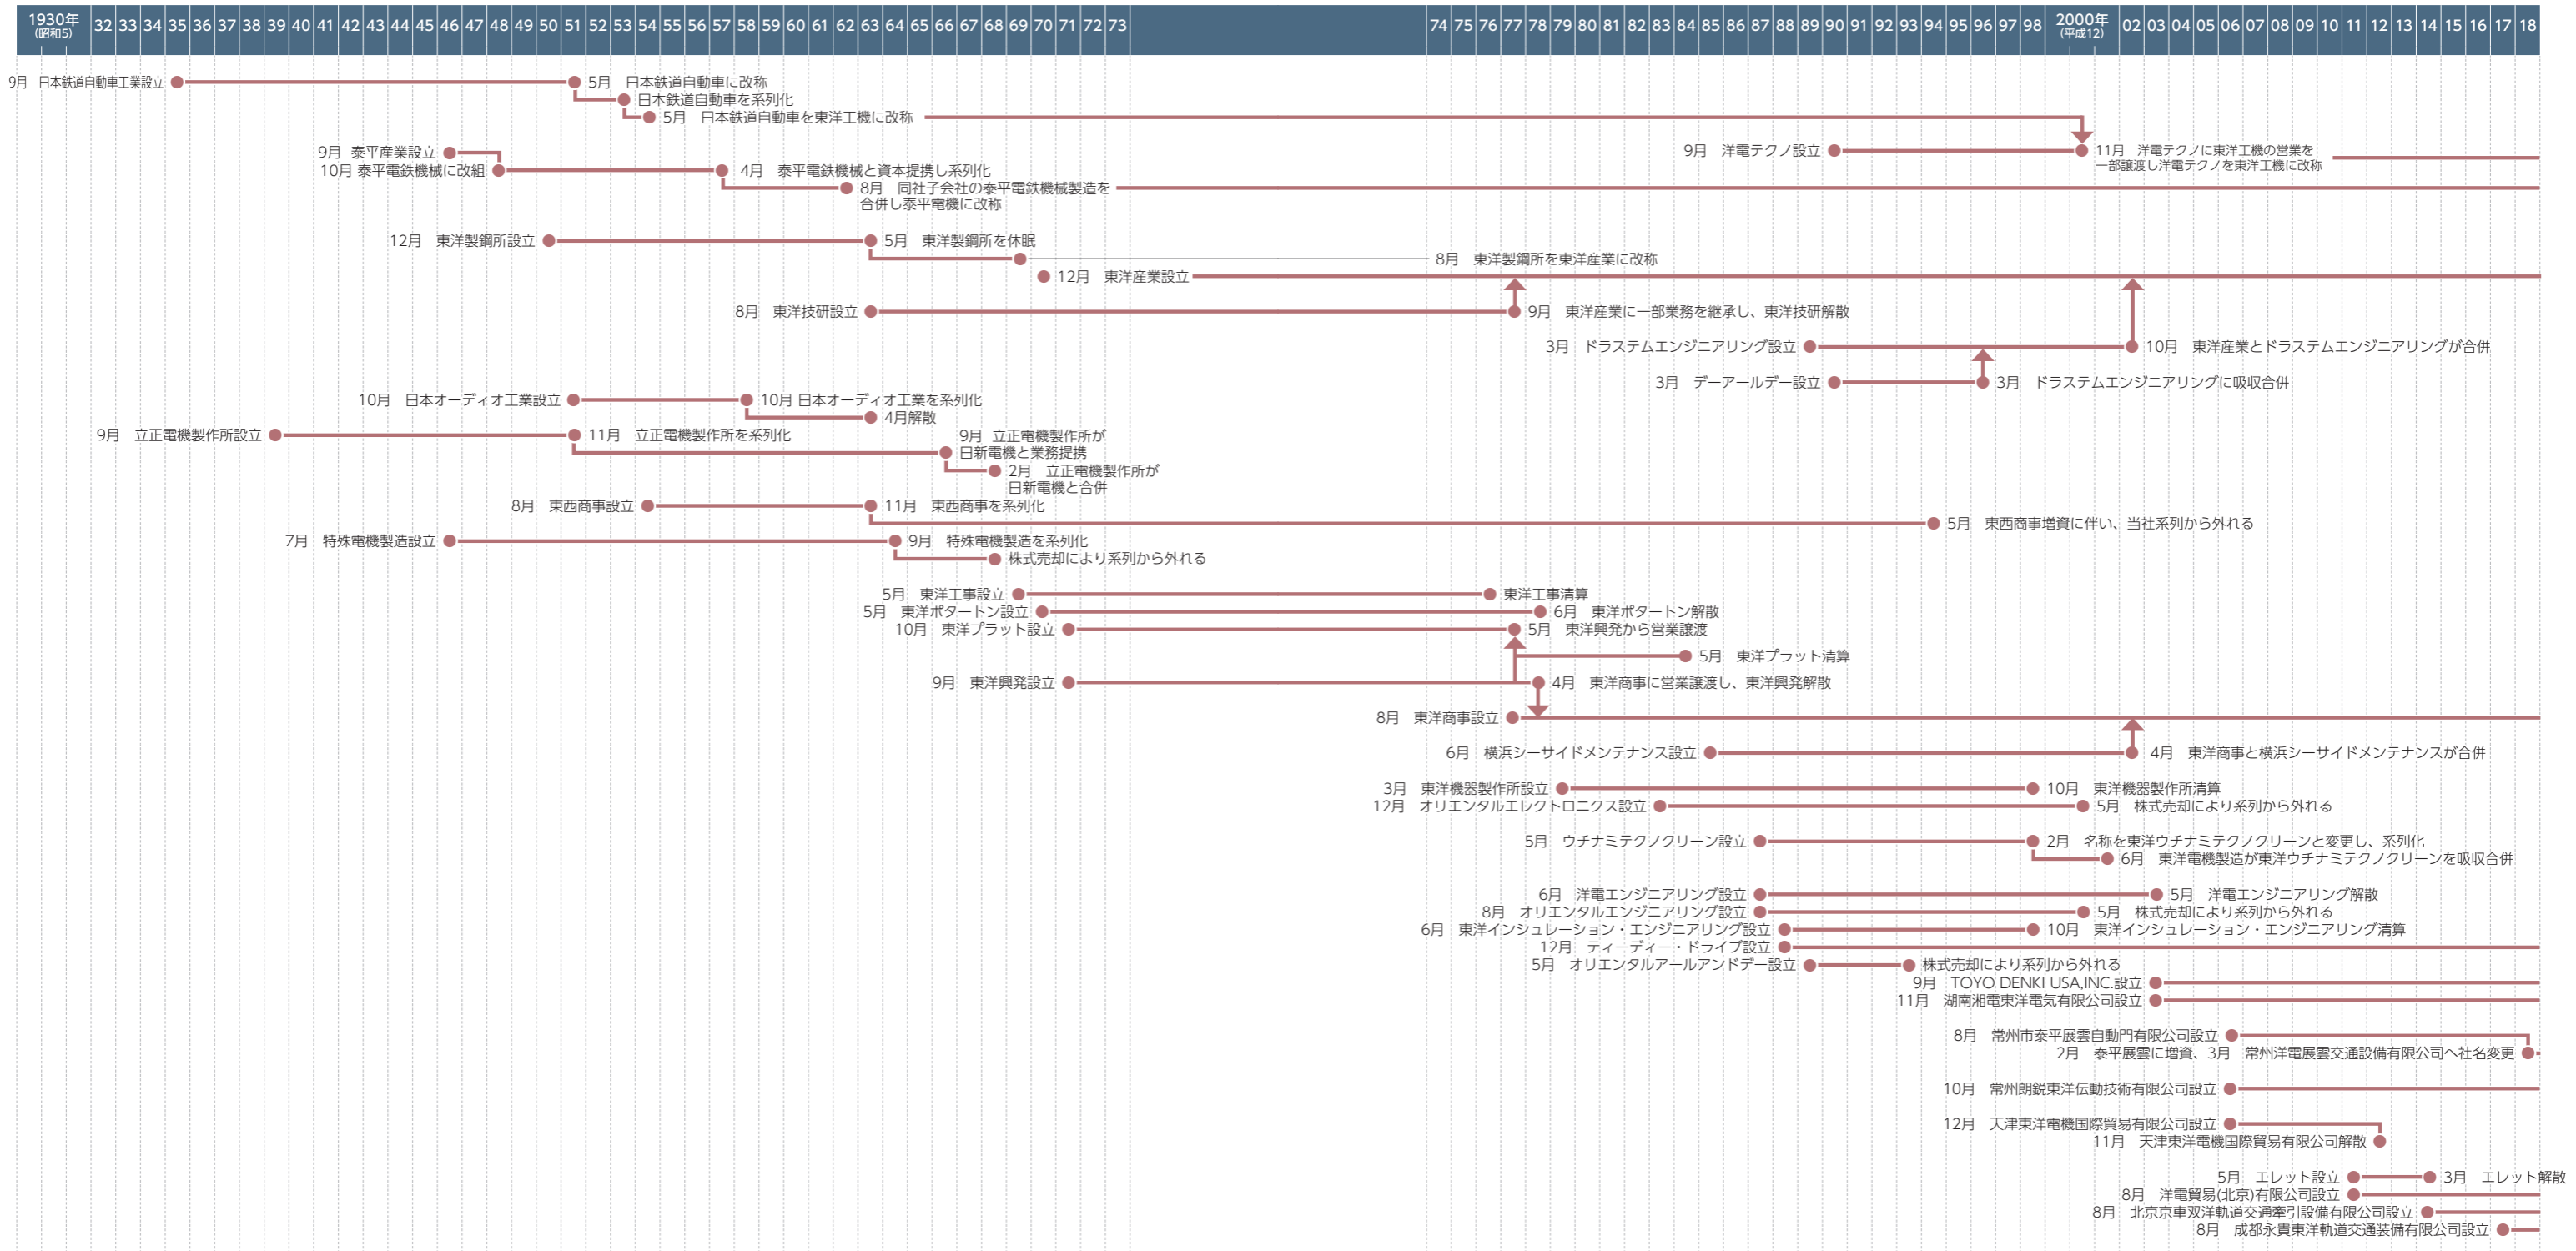 1930年 32 33 34 35 36 37 38 39 40 41 42 43 44 45 46 47 48 49 50 51 52 53 54 55 56 57 58 59 60 61 62 63 64 65 66 67 68 69 70 71 72 73 74 75 76 77 78 79 80 81 82 83 84 85 86 87 88 89 90 91 92 93 94 95 96 97 98 2000年 02 03 04 05 06 07 08 09 10 11 12 13 14 15 16 17 18
(昭和5) (平成12)
9月 日本鉄道自動車工業設立 5月 日本鉄道自動車に改称
日本鉄道自動車を系列化
5月 日本鉄道自動車を東洋工機に改称
9月 泰平産業設立 9月 洋電テクノ設立 11月 洋電テクノに東洋工機の営業を
一部譲渡し洋電テクノを東洋工機に改称
10月 泰平電鉄機械に改組 4月 泰平電鉄機械と資本提携し系列化
8月 同社子会社の泰平電鉄機械製造を
合併し泰平電機に改称
12月 東洋製鋼所設立 5月 東洋製鋼所を休眠
8月 東洋製鋼所を東洋産業に改称
12月 東洋産業設立
8月 東洋技研設立 9月 東洋産業に一部業務を継承し、東洋技研解散
3月 ドラステムエンジニアリング設立 10月 東洋産業とドラステムエンジニアリングが合併
3月 デーアールデー設立 3月 ドラステムエンジニアリングに吸収合併
10月 日本オーディオ工業設立 10月 日本オーディオ工業を系列化
4月解散
9月 立正電機製作所設立 11月 立正電機製作所を系列化 9月 立正電機製作所が
日新電機と業務提携
2月 立正電機製作所が
日新電機と合併
8月 東西商事設立 11月 東西商事を系列化
5月 東西商事増資に伴い、当社系列から外れる
7月 特殊電機製造設立 9月 特殊電機製造を系列化
株式売却により系列から外れる
5月 東洋工事設立 東洋工事清算
5月 東洋ポタートン設立 6月 東洋ポタートン解散
10月 東洋プラット設立 5月 東洋興発から営業譲渡
5月 東洋プラット清算
9月 東洋興発設立 4月 東洋商事に営業譲渡し、東洋興発解散
8月 東洋商事設立
6月 横浜シーサイドメンテナンス設立 4月 東洋商事と横浜シーサイドメンテナンスが合併
3月 東洋機器製作所設立 10月 東洋機器製作所清算
12月 オリエンタルエレクトロニクス設立 5月 株式売却により系列から外れる
5月 ウチナミテクノクリーン設立 2月 名称を東洋ウチナミテクノクリーンと変更し、系列化
6月 東洋電機製造が東洋ウチナミテクノクリーンを吸収合併
6月 洋電エンジニアリング設立 5月 洋電エンジニアリング解散
8月 オリエンタルエンジニアリング設立 5月 株式売却により系列から外れる
6月 東洋インシュレーション・エンジニアリング設立 10月 東洋インシュレーション・エンジニアリング清算
12月 ティーディー・ドライブ設立
5月 オリエンタルアールアンドデー設立 株式売却により系列から外れる
9月 TOYO DENKI USA,INC.設立
11月 湖南湘電東洋電気有限公司設立
8月 常州市泰平展雲自動門有限公司設立
2月 泰平展雲に増資、3月 常州洋電展雲交通設備有限公司へ社名変更
10月 常州朗鋭東洋伝動技術有限公司設立
12月 天津東洋電機国際貿易有限公司設立
11月 天津東洋電機国際貿易有限公司解散
5月 エレット設立 3月 エレット解散
8月 洋電貿易(北京)有限公司設立
8月 北京京車双洋軌道交通牽引設備有限公司設立
8月 成都永貴東洋軌道交通装備有限公司設立